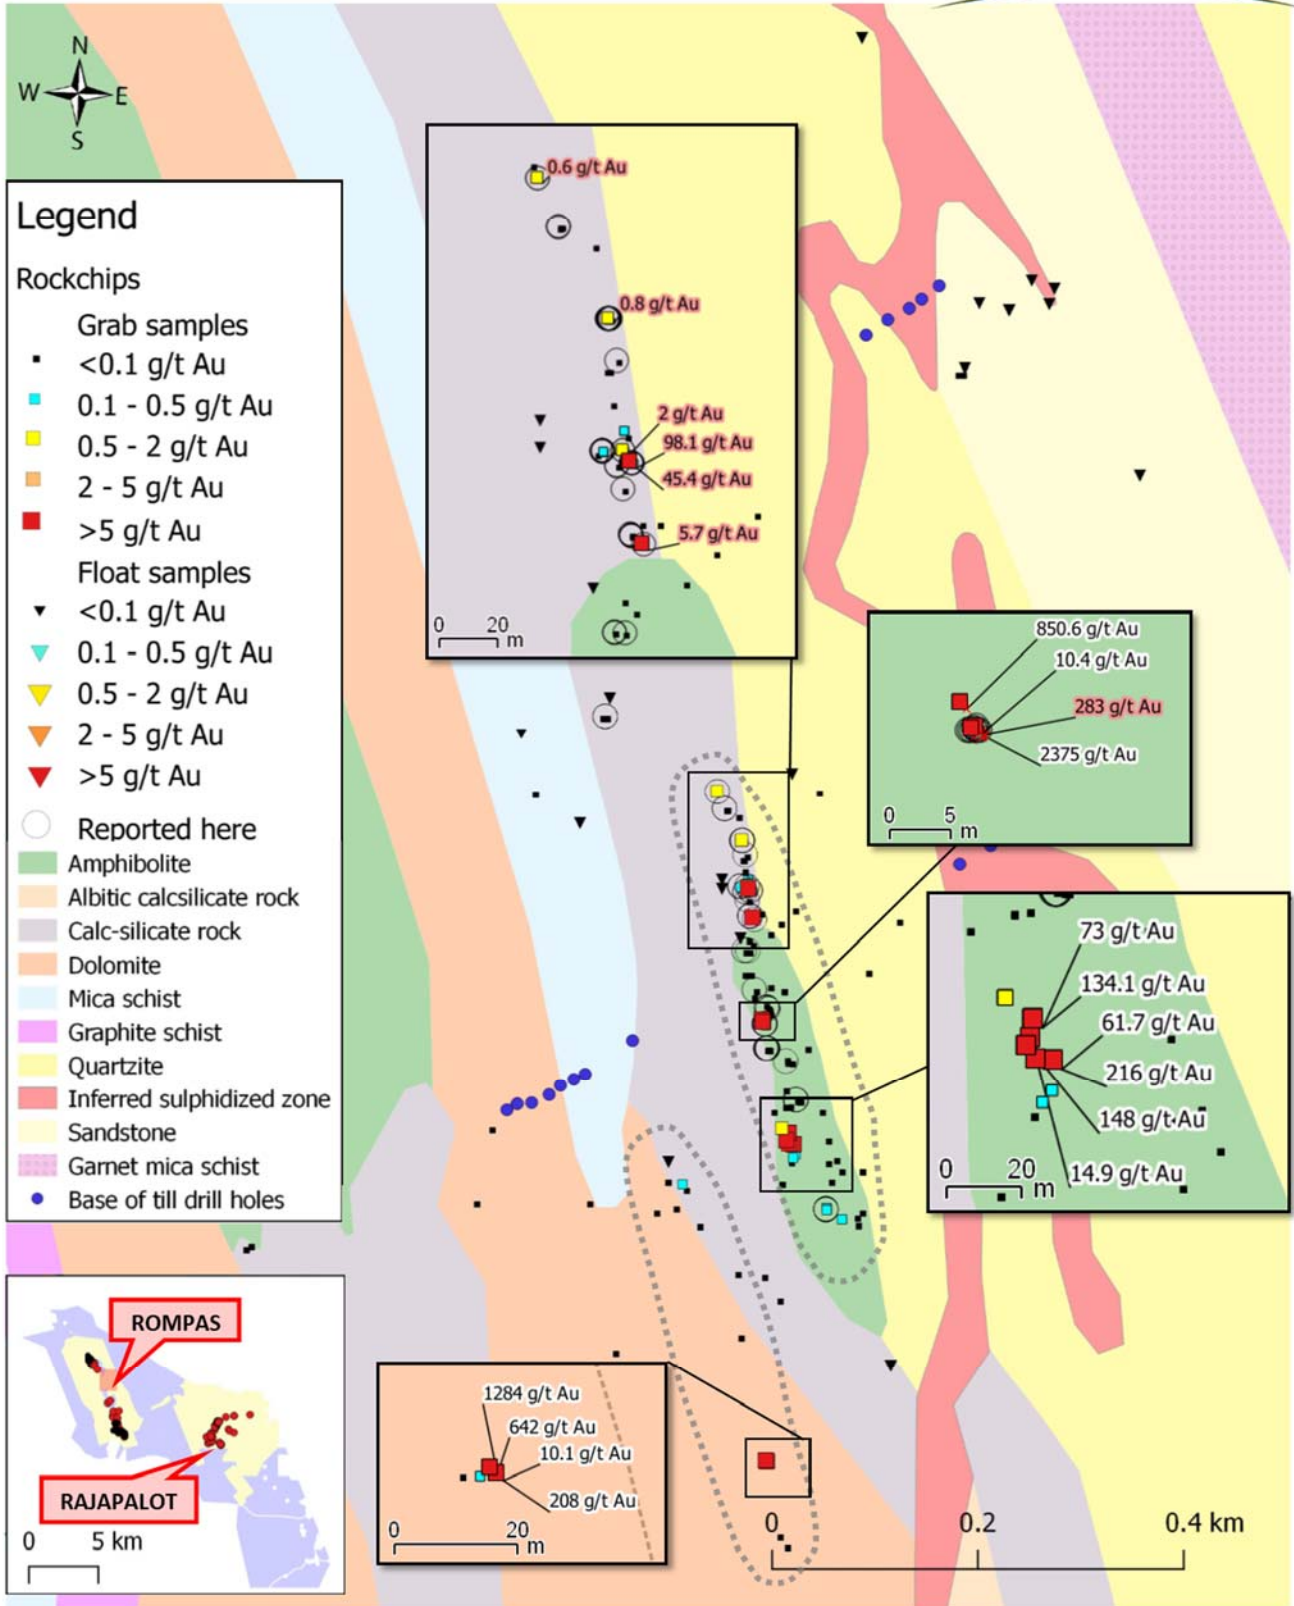 N
W E
S
Legend
Rockchips
Grab samples
<0.1 g/t Au
0.1 - 0.5 g/t Au
0.5 - 2 g/t Au
2 - 5 g/t Au
>5 g/t Au
Float samples
<0.1 g/t Au
0.1 - 0.5 g/t Au
0.5 - 2 g/t Au
2 - 5 g/t Au
>5 g/t Au
Reported here
Amphibolite
Albitic calcsilicate rock
Calc-silicate rock
Dolomite
Mica schist
Graphite schist
Quartzite
Inferred sulphidized zone
Sandstone
Garnet mica schist
Base of till drill holes
0.6 g/t Au
0.8 g/t Au
2 g/t Au
98.1 g/t Au
45.4 g/t Au
5.7 g/t Au
0 20 m
850.6 g/t Au
10.4 g/t Au
283 g/t Au
2375 g/t Au
0 5 m
73 g/t Au
134.1 g/t Au
61.7 g/t Au
216 g/t Au
148 g/t Au
14.9 g/t Au
0 20 m
1284 g/t Au
642 g/t Au
10.1 g/t Au
208 g/t Au
0 20 m
ROMPAS
RAJAPALOT
0 5 km
0 0.2 0.4 km